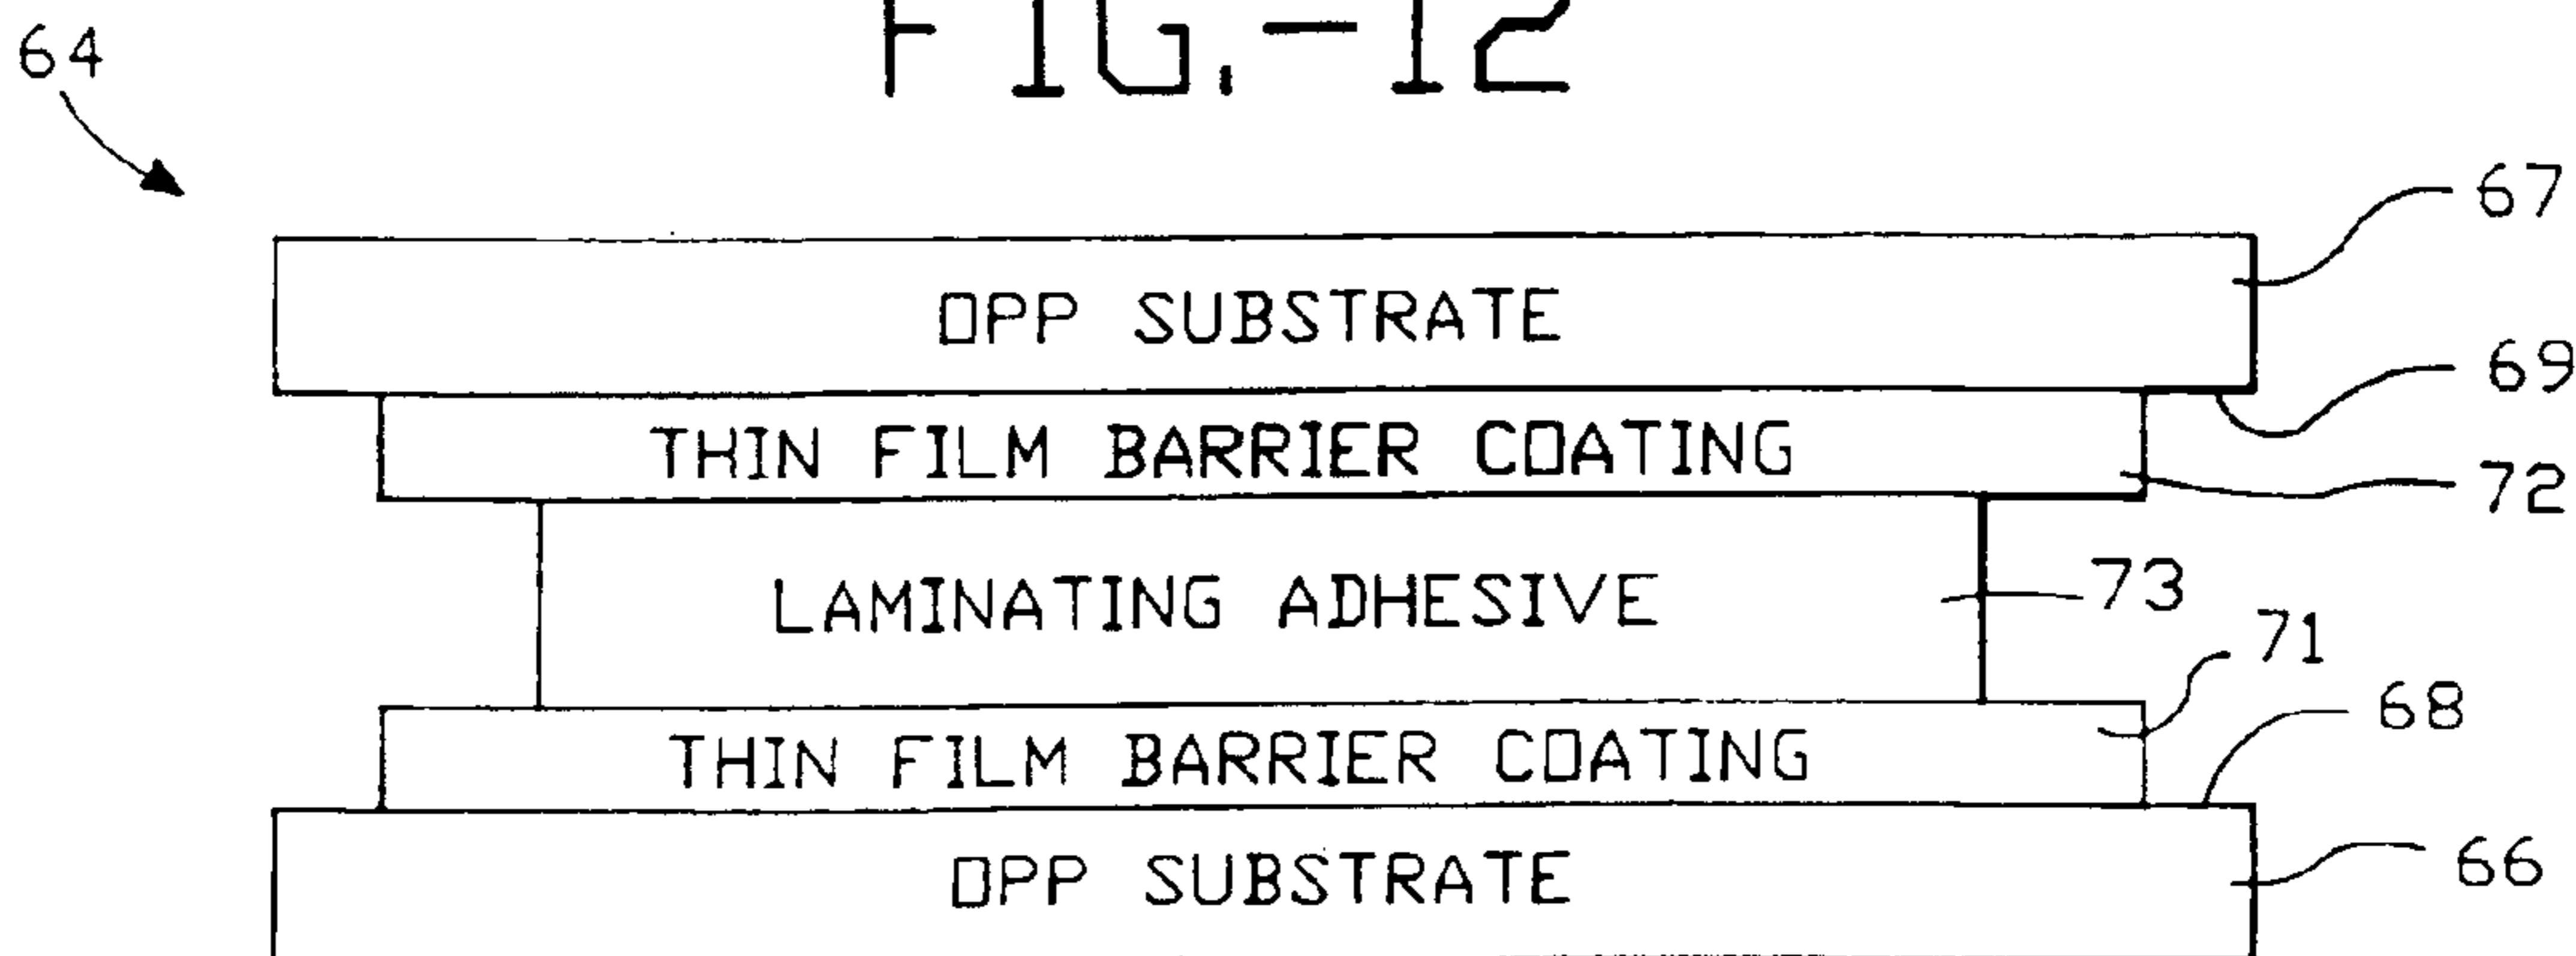 FIG.-12
64
67
OPP SUBSTRATE
69
THIN FILM BARRIER COATING
72
LAMINATING ADHESIVE
73
71
68
THIN FILM BARRIER COATING
OPP SUBSTRATE
66